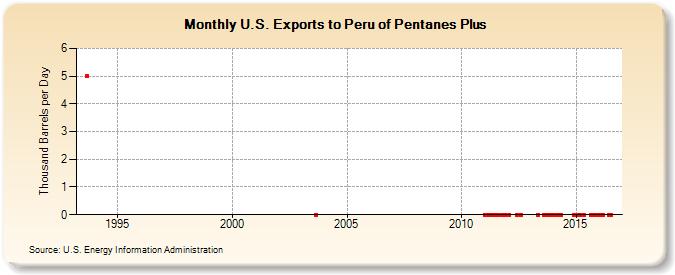 Monthly U.S. Exports to Peru of Pentanes Plus
Thousand Barrels per Day
6
5
4
3
2
1
0
1995 2000 2005 2010 2015
Source: U.S. Energy Information Administration